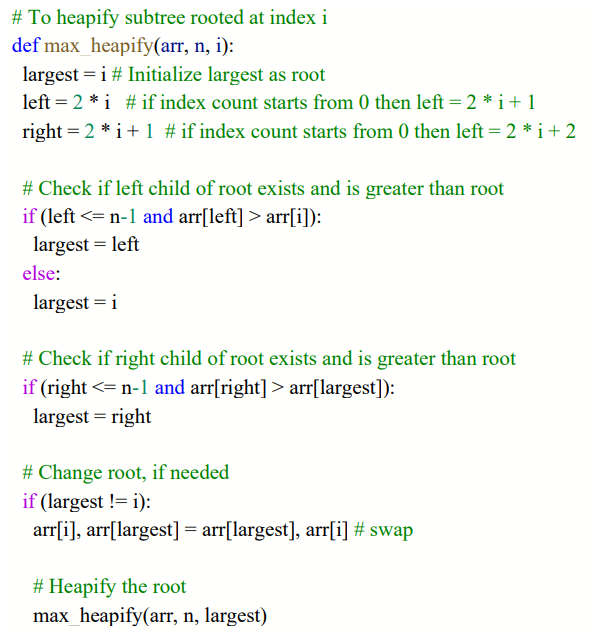 # To heapify subtree rooted at index i
def max_heapify(arr, n, i):
largest = i # Initialize largest as root
left = 2 * i # if index count starts from 0 then left = 2 * i + 1
right = 2 * i + 1 # if index count starts from 0 then left = 2 * i + 2
# Check if left child of root exists and is greater than root
if (left <= n-1 and arr[left] > arr[i]):
largest = left
else:
largest = i
# Check if right child of root exists and is greater than root
if (right <= n-1 and arr[right] > arr[largest]):
largest = right
# Change root, if needed
if (largest != i):
arr[i], arr[largest] = arr[largest], arr[i] # swap
# Heapify the root
max_heapify(arr, n, largest)